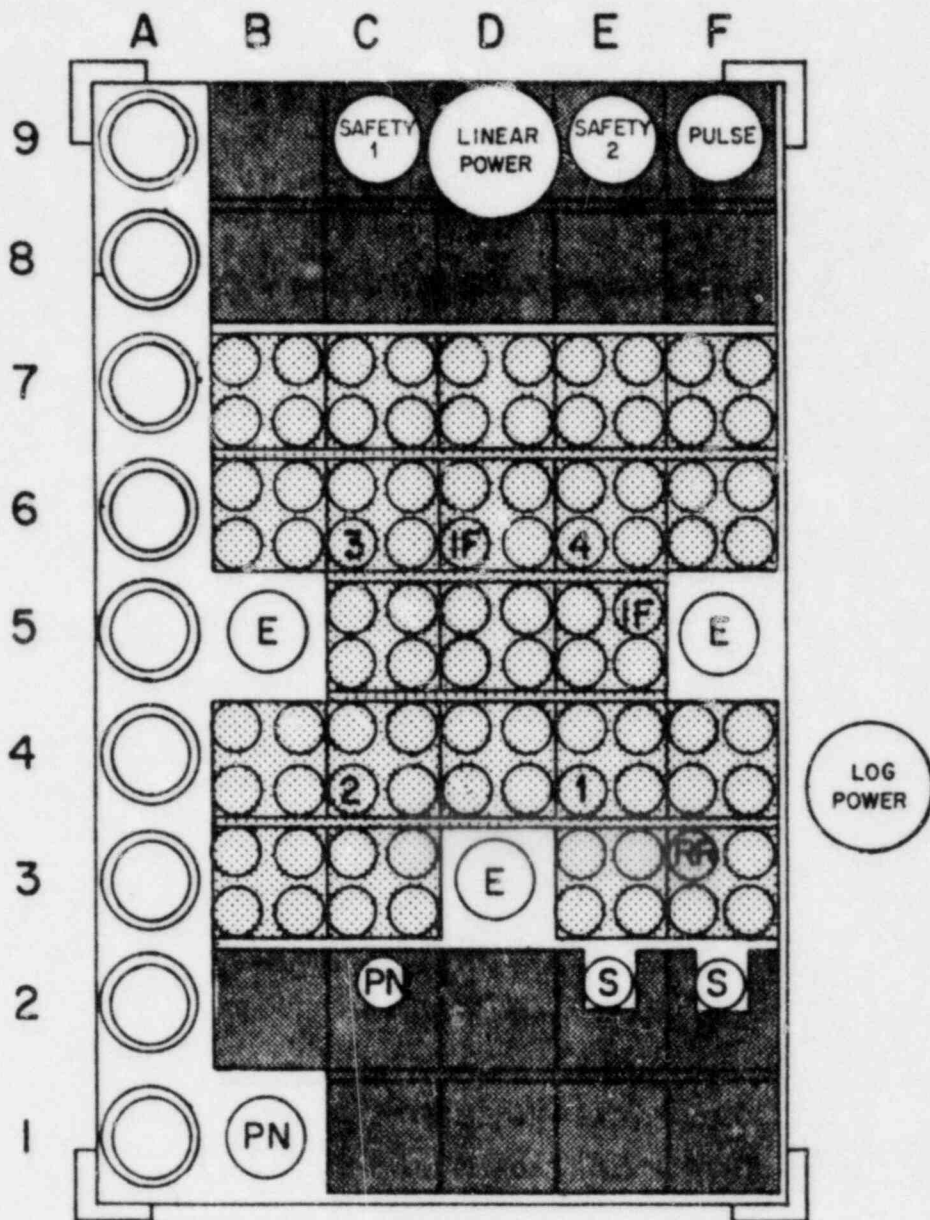 A B C D E F
9 SAFETY 1 LINEAR POWER SAFETY 2 PULSE
8
7
6 3 IF 4
5 E IF E
4 2 1
LOG POWER
3 E RR
2 PN S S
1 PN